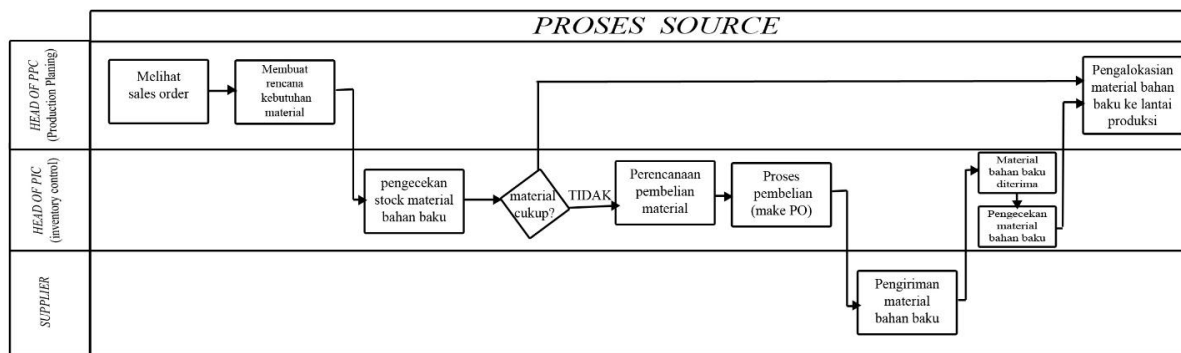 PROSES SOURCE
HEAD OF PPC
(Production Planing)
Melihat
sales order
Membuat
rencana
kebutuhan
material
Pengalokasian
material bahan
baku ke lantai
produksi
HEAD OF PIC
(inventory control)
pengecekan
stock material
bahan baku
material
cukup?
TIDAK
Perencanaan
pembelian
material
Proses
pembelian
(make PO)
Material
bahan baku
diterima
Pengecekan
material
bahan baku
SUPPLIER
Pengiriman
material
bahan baku